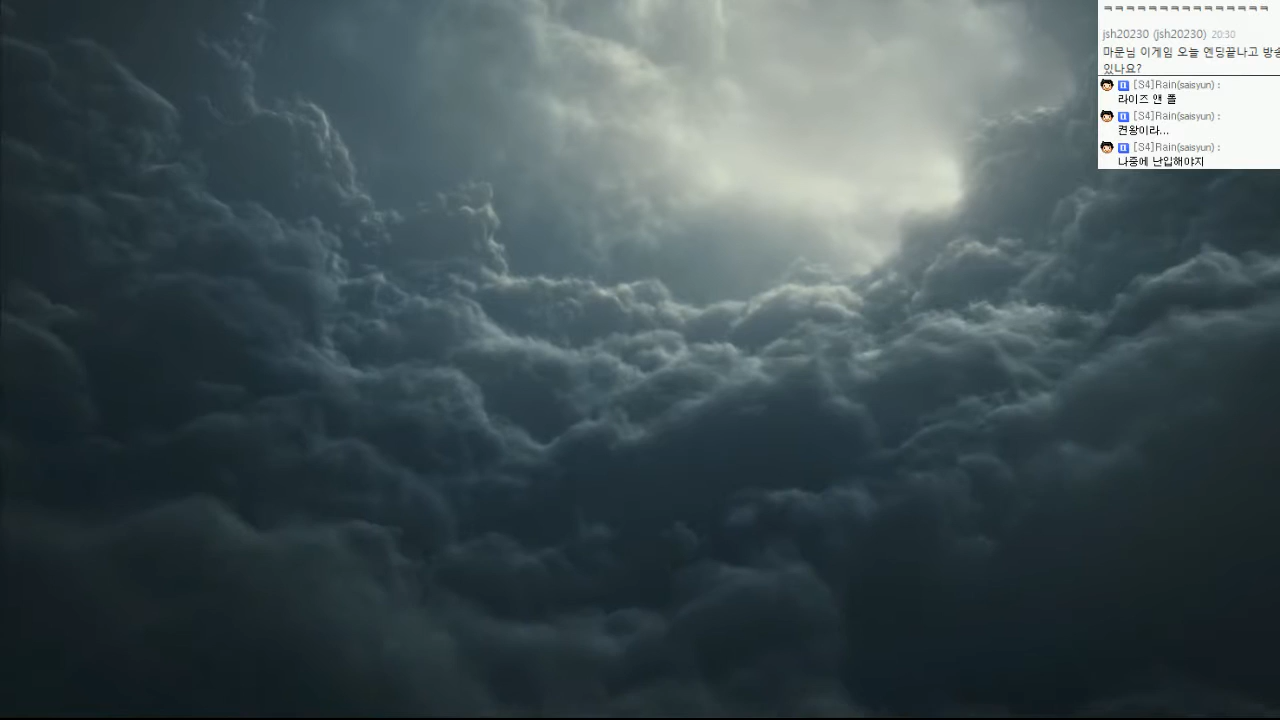 ㅋㅋㅋㅋㅋㅋㅋㅋㅋㅋㅋㅋㅋㅋㅋ
jsh20230 (jsh20230) 20:30
마문님 이게임 오늘 엔딩끝나고 방송
있나요?
[S4]Rain(saisyun) :
라이즈 앤 폴
[S4]Rain(saisyun) :
켠왕이라...
[S4]Rain(saisyun) :
나중에 난입해야지